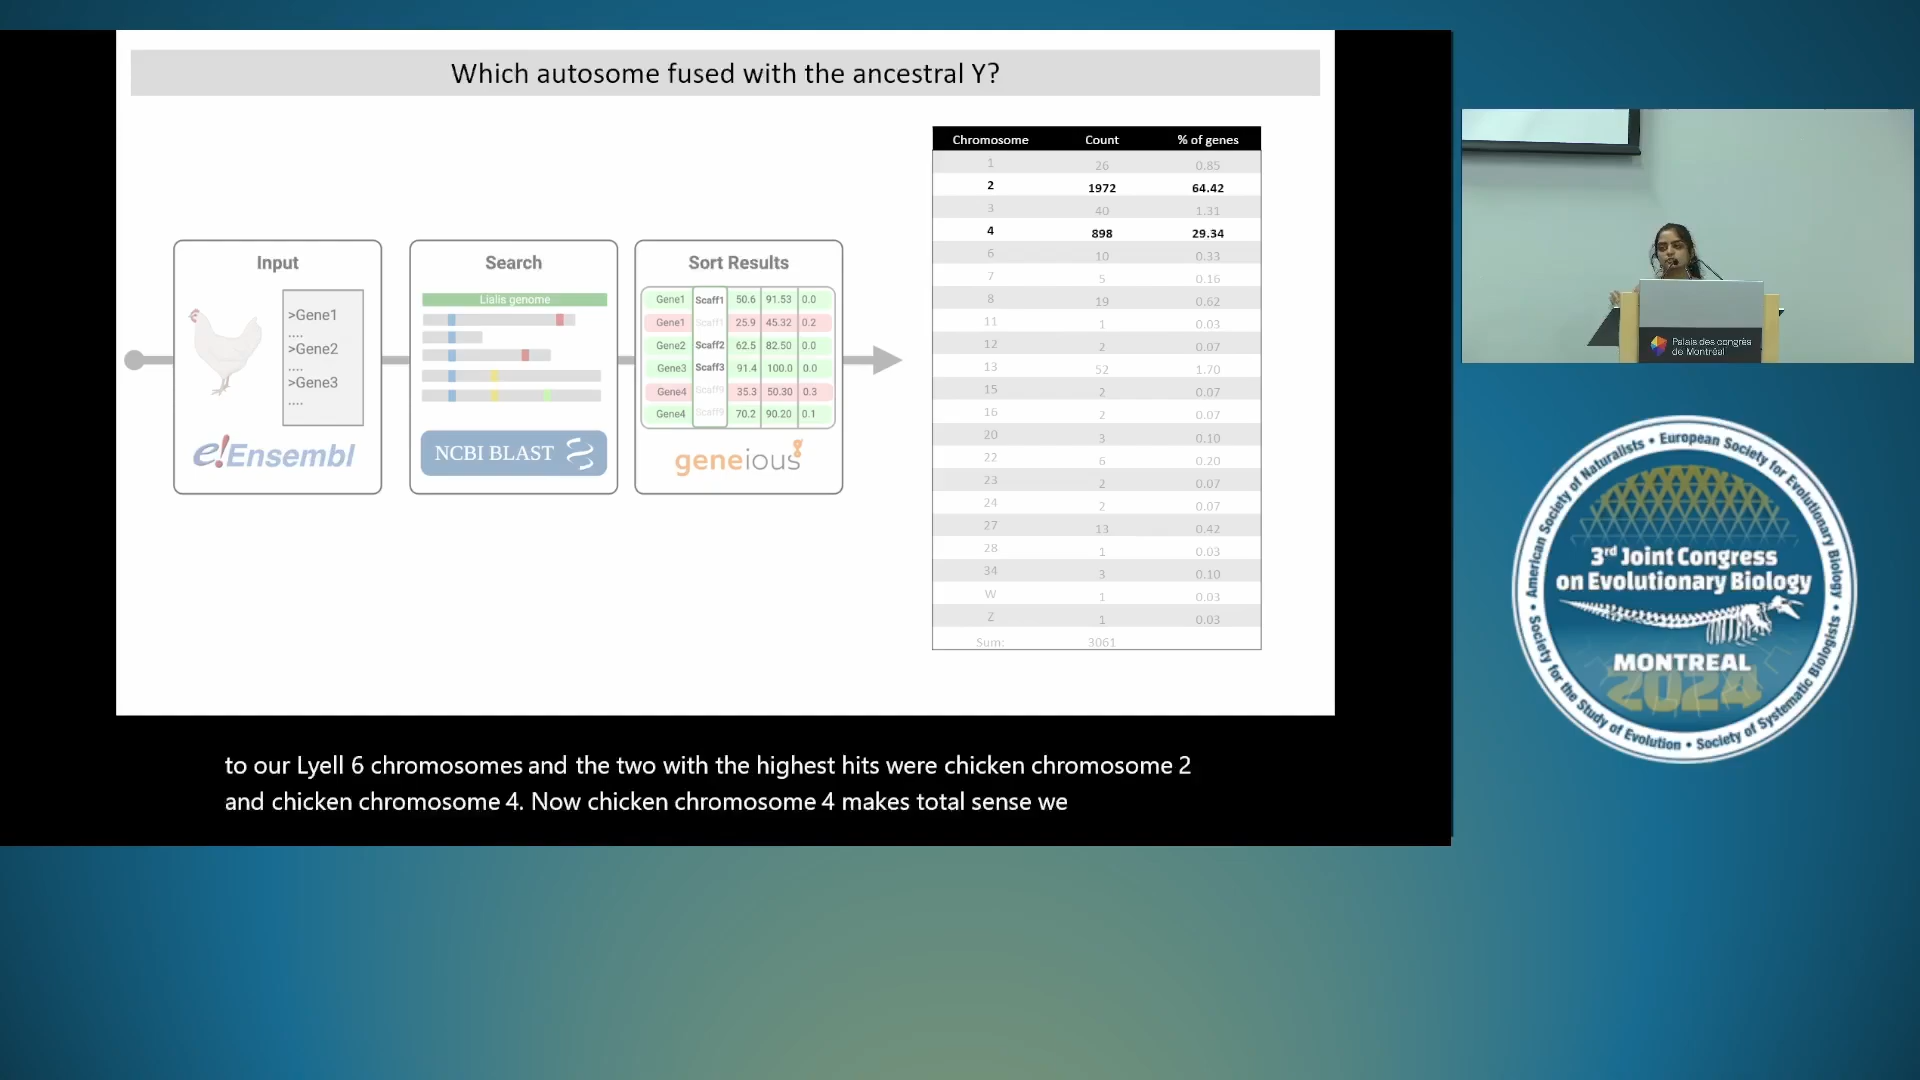 Which autosome fused with the ancestral Y?
Input
>Gene1
....
>Gene2
....
>Gene3
....
e!Ensembl
Search
Lialis genome
NCBI BLAST
Sort Results
Gene1 Scaff1 50.6 91.53 0.0
Gene1 Scaff1 25.9 45.32 0.2
Gene2 Scaff2 62.5 82.50 0.0
Gene3 Scaff3 91.4 100.0 0.0
Gene4 Scaff9 35.3 50.30 0.3
Gene4 Scaff9 70.2 90.20 0.1
geneious
Chromosome Count % of genes
1 26 0.85
2 1972 64.42
3 40 1.31
4 898 29.34
6 10 0.33
7 5 0.16
8 19 0.62
11 1 0.03
12 2 0.07
13 52 1.70
15 2 0.07
16 2 0.07
20 3 0.10
22 6 0.20
23 2 0.07
24 2 0.07
27 13 0.42
28 1 0.03
34 3 0.10
W 1 0.03
Z 1 0.03
Sum: 3061
to our Lyell 6 chromosomes and the two with the highest hits were chicken chromosome 2
and chicken chromosome 4. Now chicken chromosome 4 makes total sense we
Palais des congrès
de Montréal
American Society of Naturalists • European Society for Evolutionary Biology •
3rd Joint Congress
on Evolutionary Biology
MONTREAL
2024
Society for the Study of Evolution • Society of Systematic Biologists